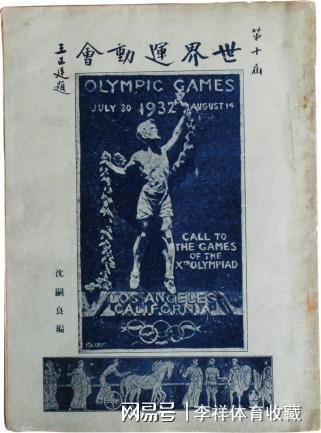 第十屆
世界運動會
王正廷題
OLYMPIC GAMES
JULY 30 1932 AUGUST 14
CALL TO
THE GAMES
OF THE
XTH OLYMPIAD
LOS ANGELES
CALIFORNIA
沈嗣良編
网易号 | 李祥体育收藏